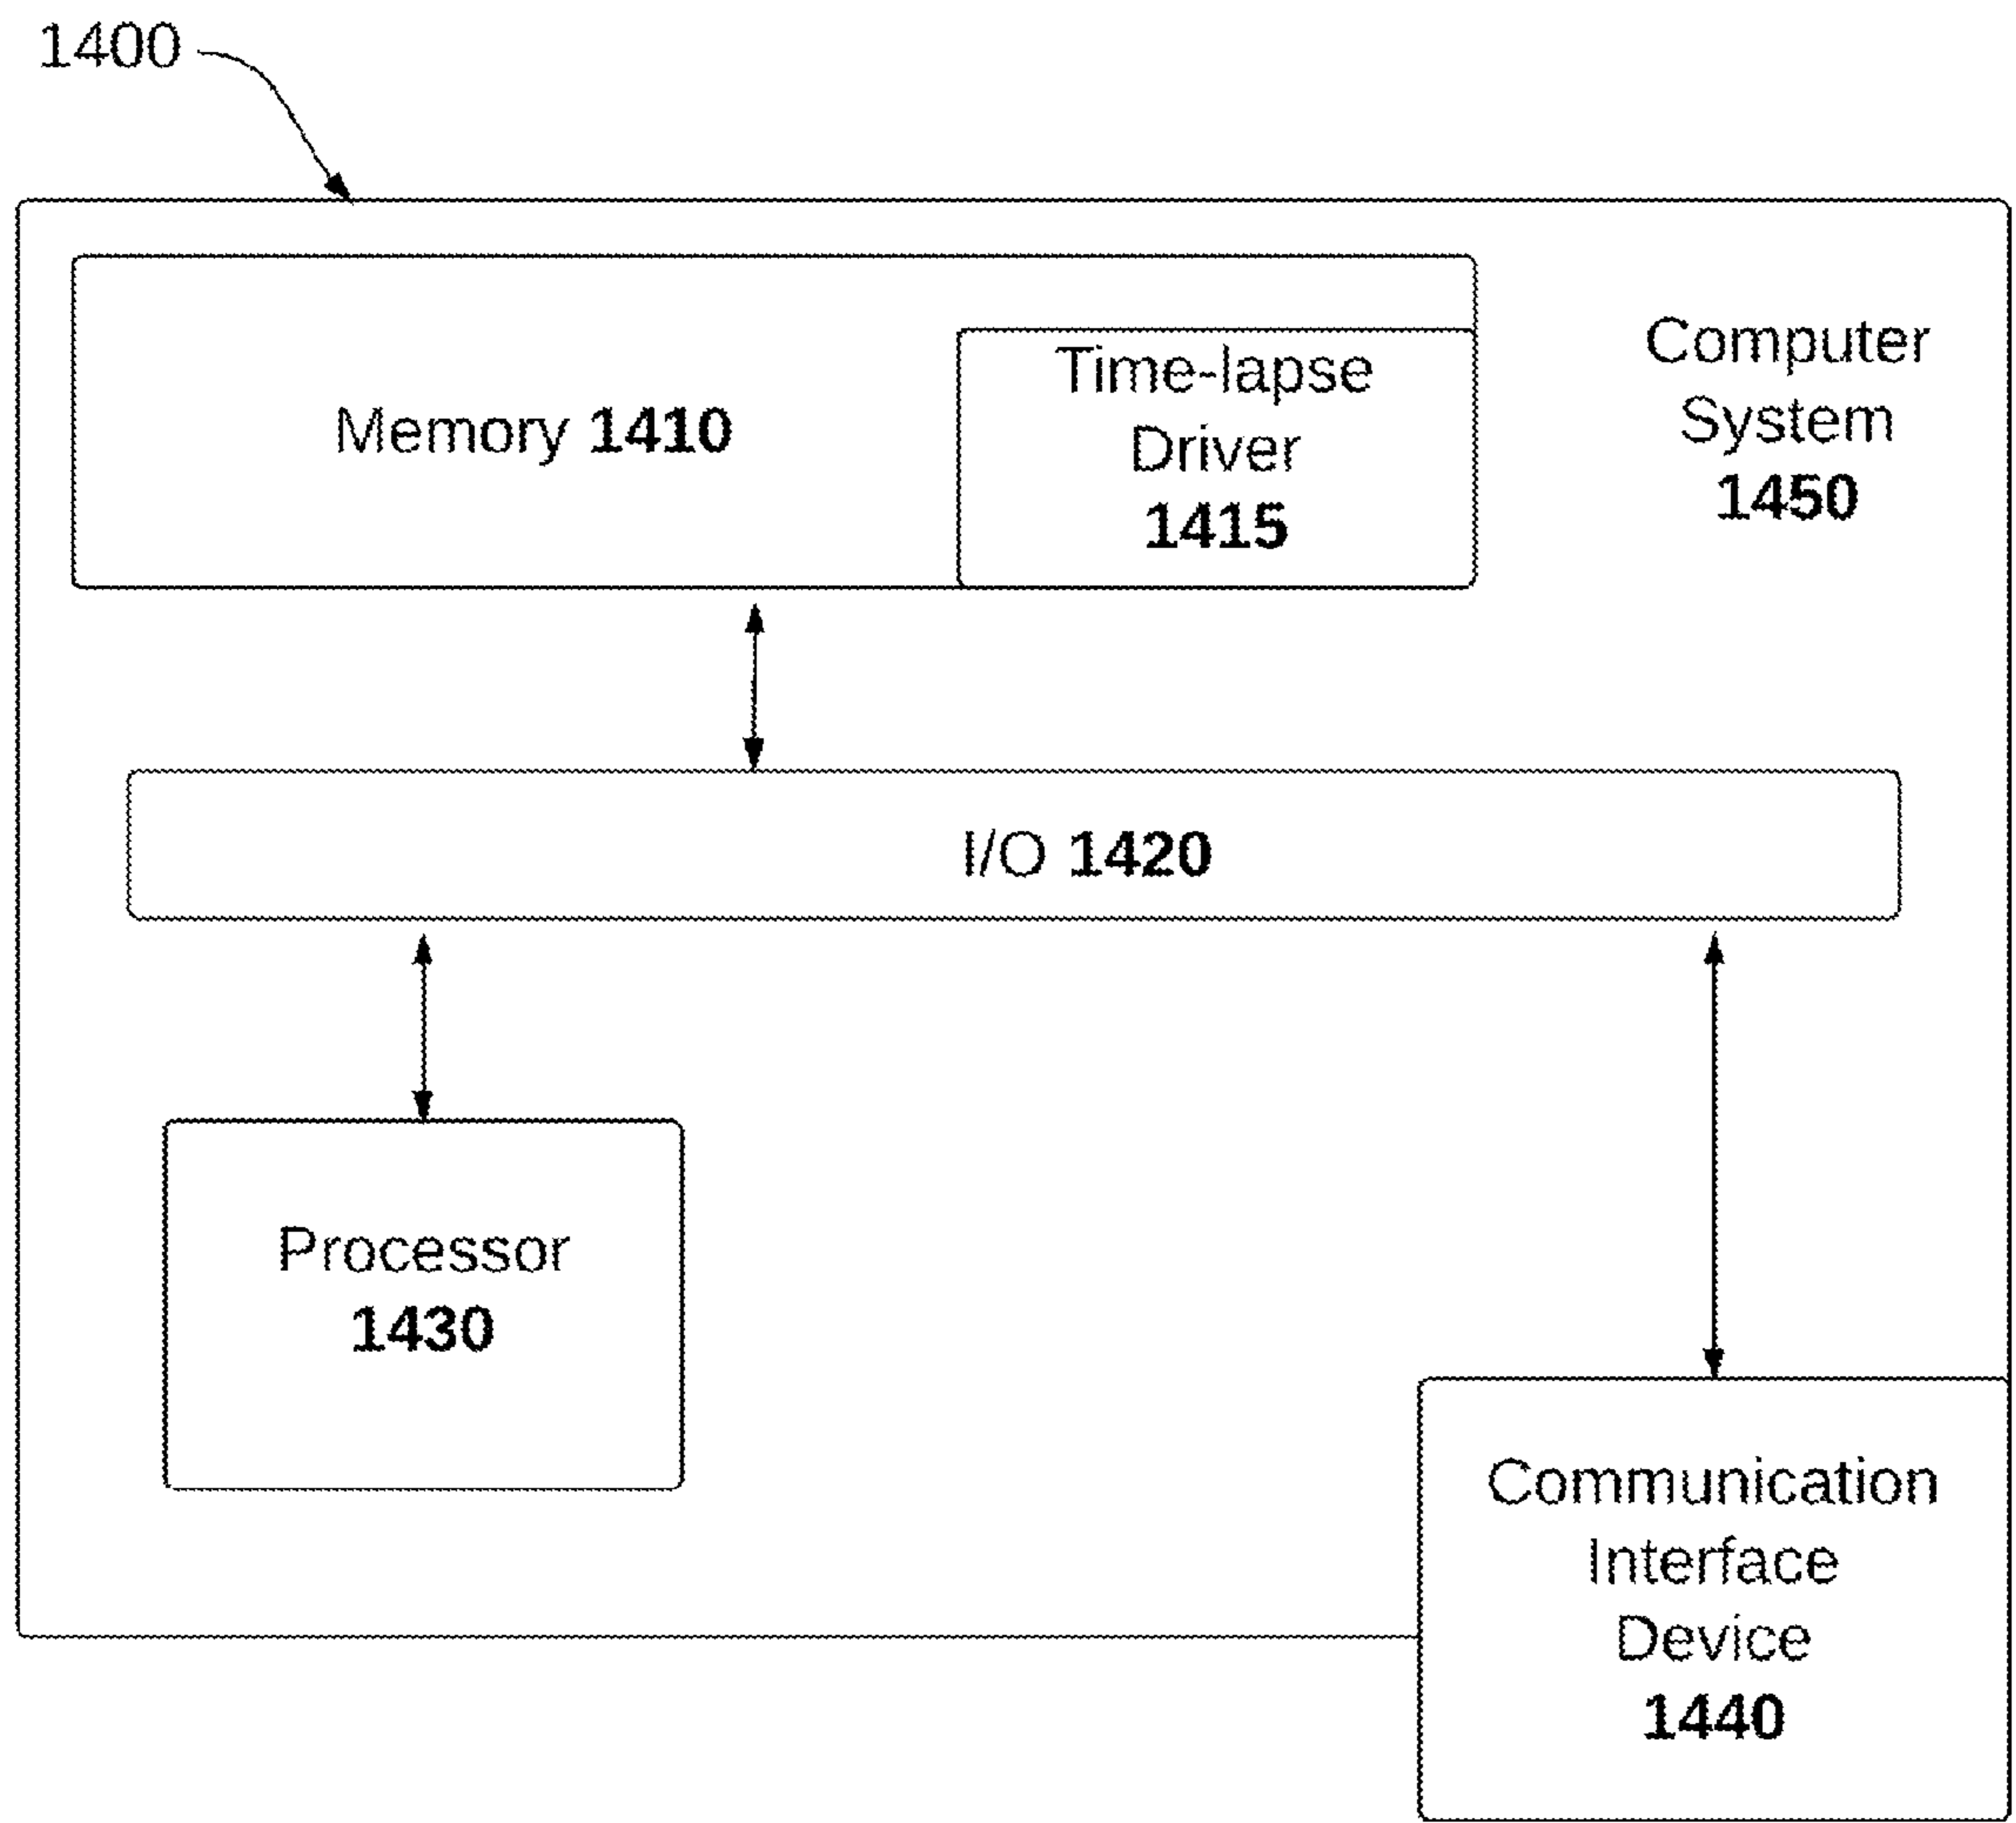 1400
Memory 1410
Time-lapse
Driver
1415
Computer
System
1450
I/O 1420
Processor
1430
Communication
Interface
Device
1440